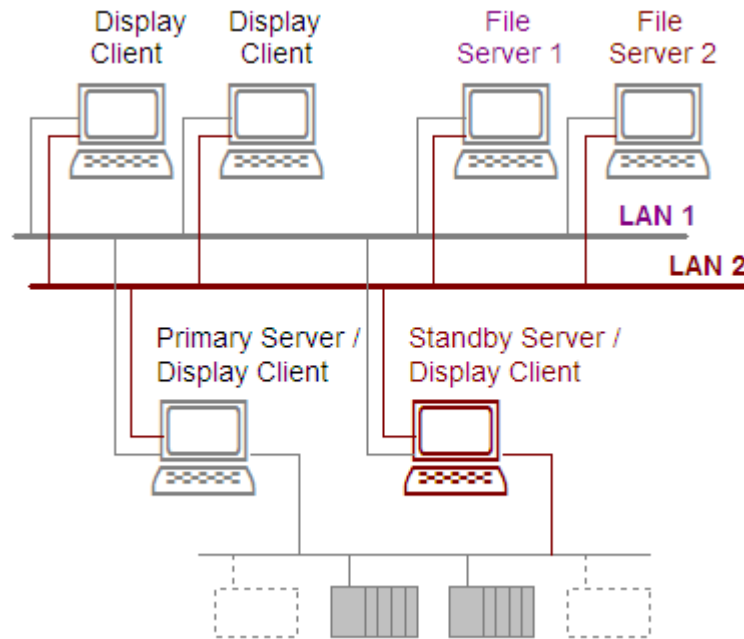 Display
Client
Display
Client
File
Server 1
File
Server 2
LAN 1
LAN 2
Primary Server /
Display Client
Standby Server /
Display Client